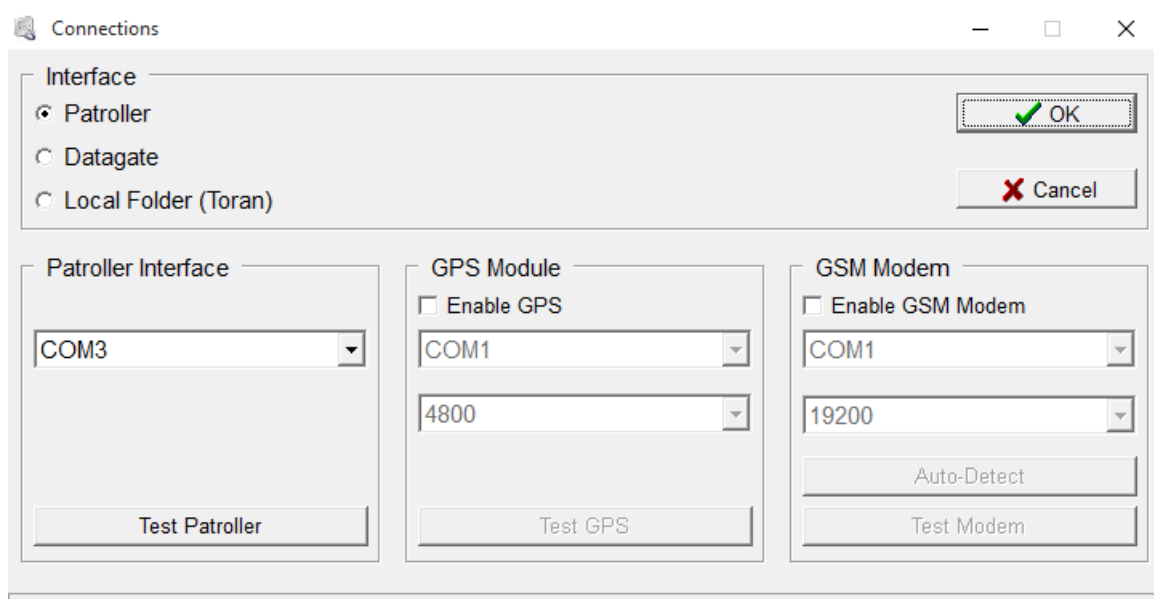 Connections
Interface
Patroller
Datagate
Local Folder (Toran)
OK
Cancel
Patroller Interface
COM3
Test Patroller
GPS Module
Enable GPS
COM1
4800
Test GPS
GSM Modem
Enable GSM Modem
COM1
19200
Auto-Detect
Test Modem